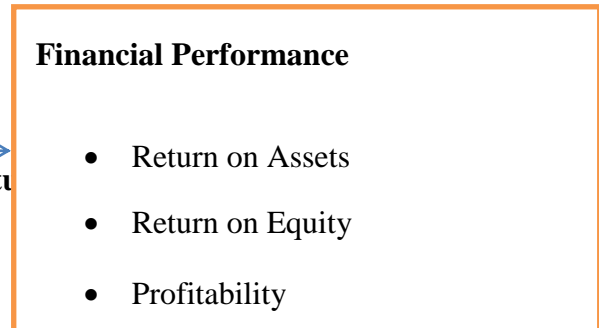 Financial Performance
• Return on Assets
• Return on Equity
• Profitability